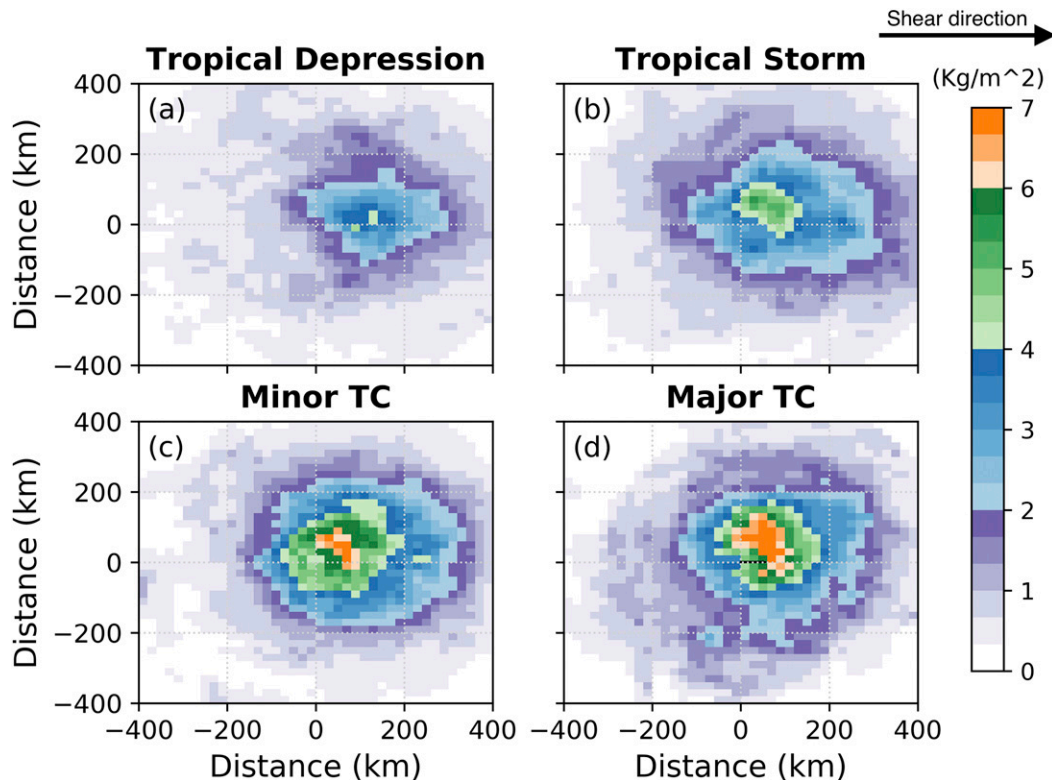 Shear direction
Tropical Depression
Tropical Storm
(Kg/m^2)
400
200
0
−200
−400
Distance (km)
(a)
(b)
7
6
5
4
3
2
1
0
Minor TC
Major TC
400
200
0
−200
−400
Distance (km)
(c)
(d)
−400 −200 0 200 400
−400 −200 0 200 400
Distance (km)
Distance (km)